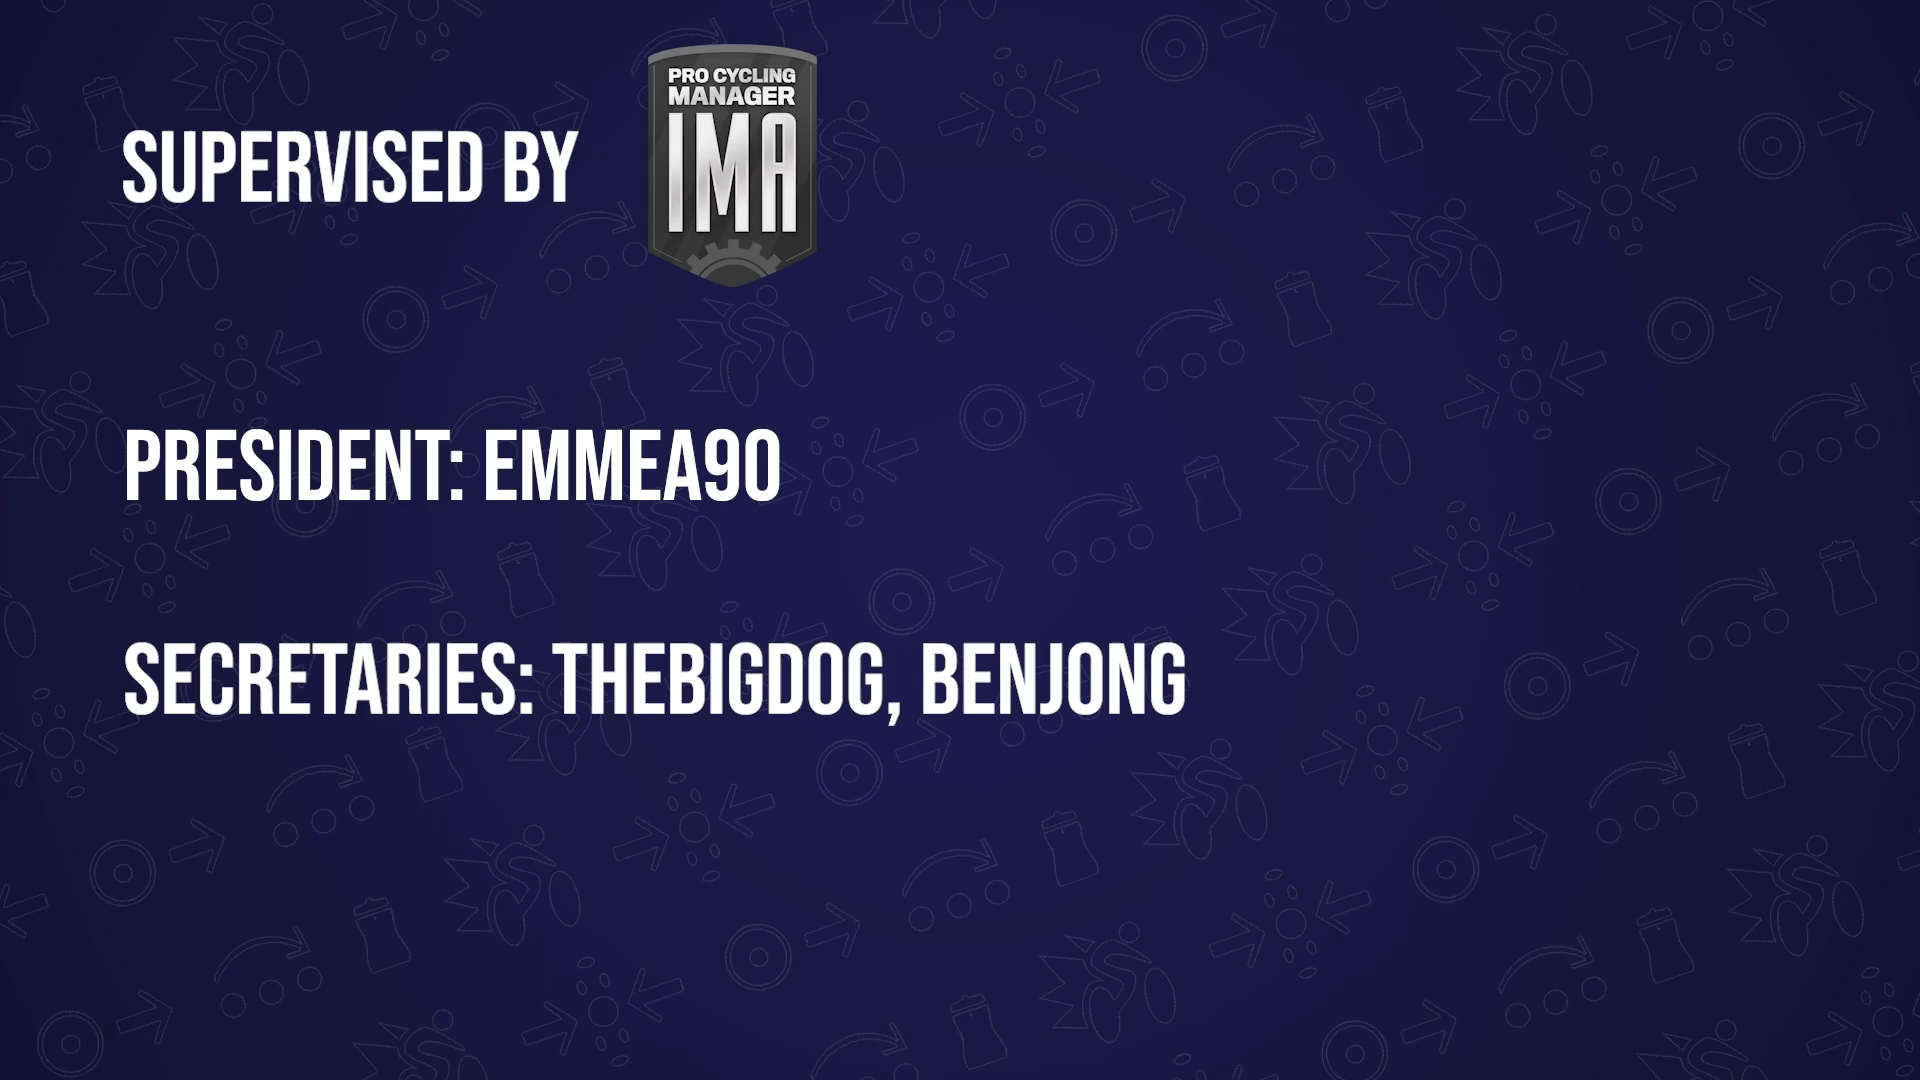 PRO CYCLING
MANAGER
SUPERVISED BY IMA
PRESIDENT: EMMEA90
SECRETARIES: THEBIGDOG, BENJONG